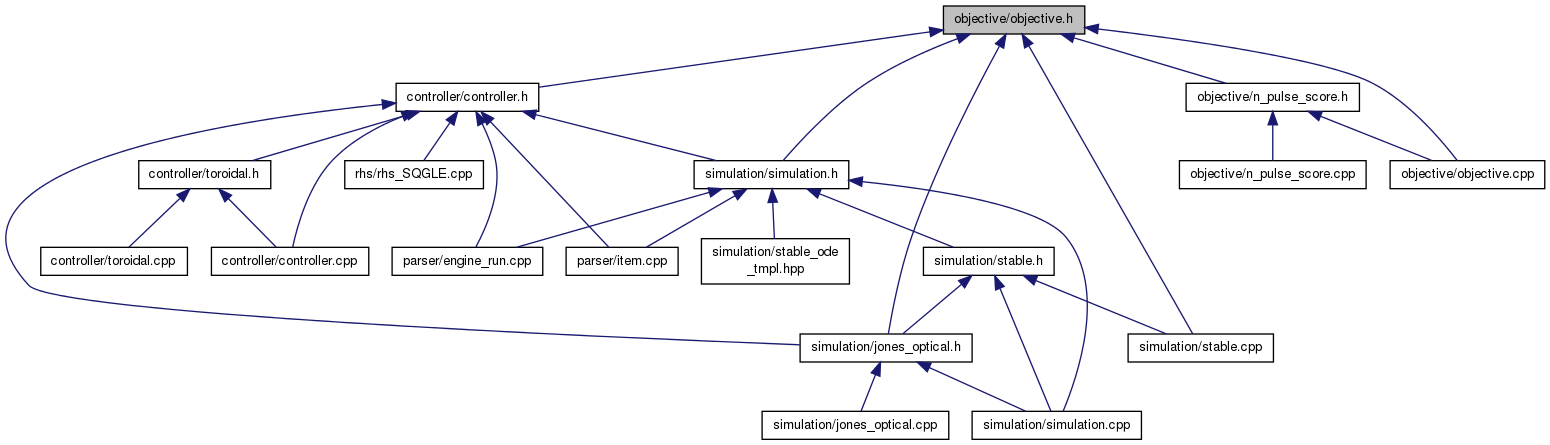 objective/objective.h
controller/controller.h
objective/n_pulse_score.h
controller/toroidal.h
rhs/rhs_SQGLE.cpp
simulation/simulation.h
objective/n_pulse_score.cpp
objective/objective.cpp
controller/toroidal.cpp
controller/controller.cpp
parser/engine_run.cpp
parser/item.cpp
simulation/stable_ode
_tmpl.hpp
simulation/stable.h
simulation/jones_optical.h
simulation/stable.cpp
simulation/jones_optical.cpp
simulation/simulation.cpp